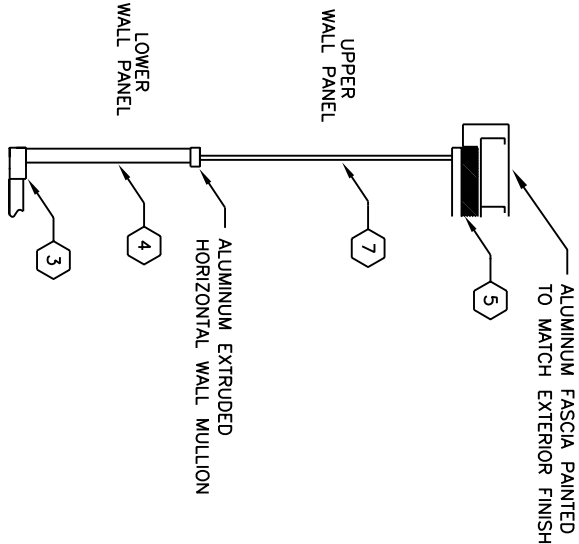 ALUMINUM FASCIA PAINTED
TO MATCH EXTERIOR FINISH
5
UPPER
WALL PANEL
7
ALUMINUM EXTRUDED
HORIZONTAL WALL MULLION
LOWER
WALL PANEL
4
3